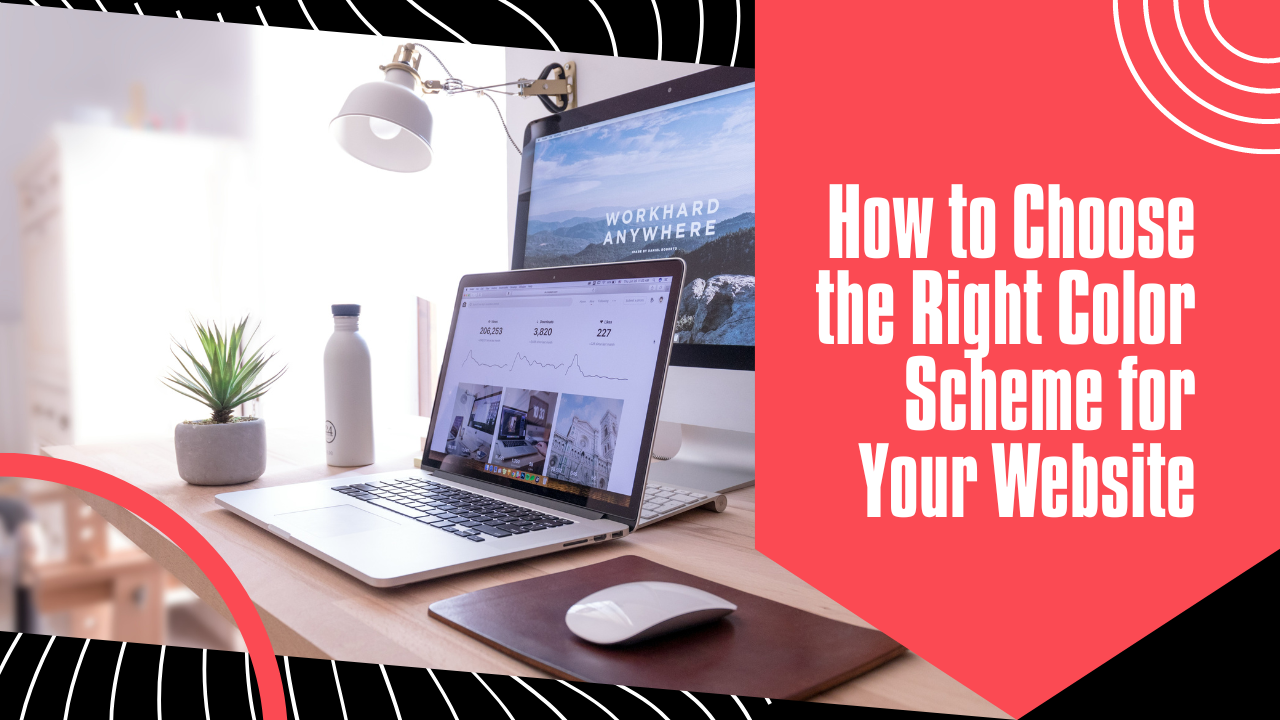 How to Choose
the Right Color
Scheme for
Your Website
WORKHARD
ANYWHERE
206,253
3,820
227